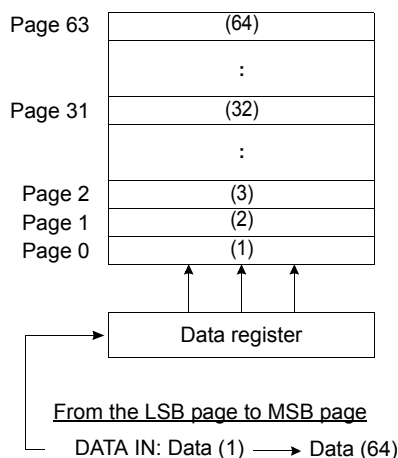 Page 63 (64)
:
Page 31 (32)
:
Page 2 (3)
Page 1 (2)
Page 0 (1)
Data register
From the LSB page to MSB page
DATA IN: Data (1) Data (64)